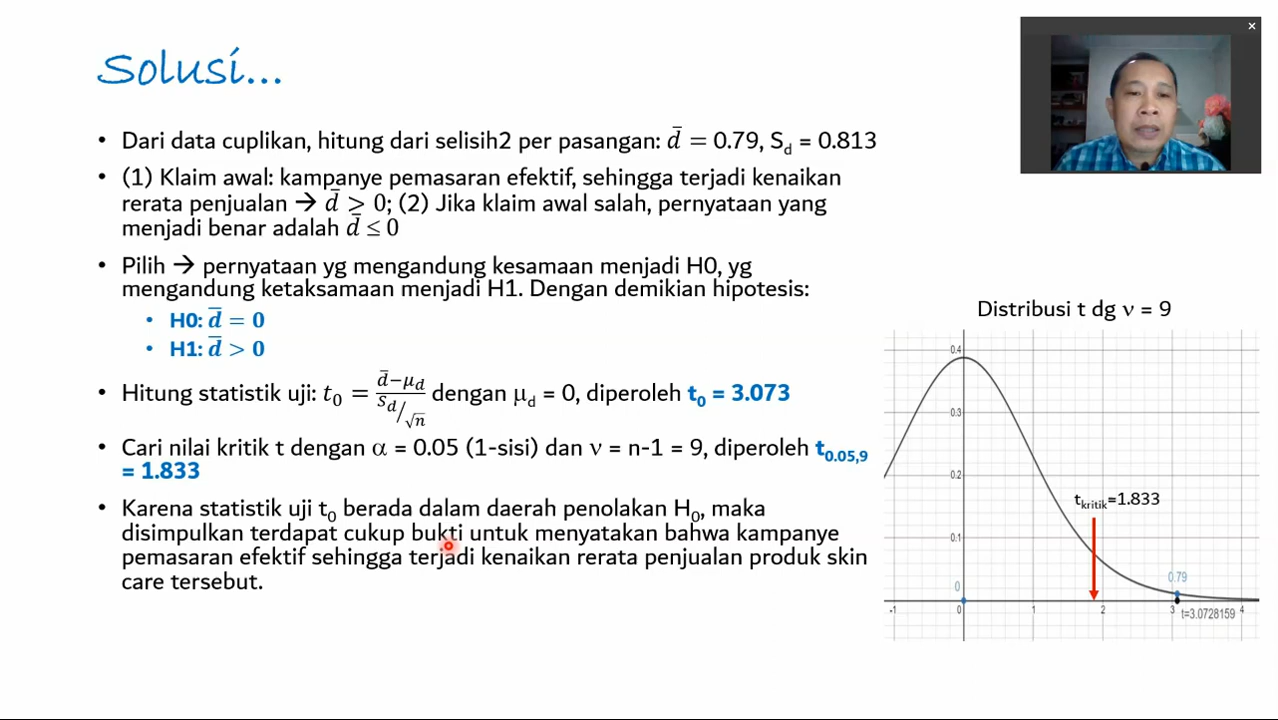 Solusi...
• Dari data cuplikan, hitung dari selisih2 per pasangan: d̅ = 0.79, S_d = 0.813
• (1) Klaim awal: kampanye pemasaran efektif, sehingga terjadi kenaikan
rerata penjualan → d̅ > 0; (2) Jika klaim awal salah, pernyataan yang
menjadi benar adalah d̅ ≤ 0
• Pilih → pernyataan yg mengandung kesamaan menjadi H0, yg
mengandung ketaksamaan menjadi H1. Dengan demikian hipotesis:
• H0: d̅ = 0
• H1: d̅ > 0
• Hitung statistik uji: t₀ = (d̅−μ_d)/(s_d/√n) dengan μ_d = 0, diperoleh t₀ = 3.073
• Cari nilai kritik t dengan α = 0.05 (1-sisi) dan ν = n-1 = 9, diperoleh t_0.05,9
= 1.833
• Karena statistik uji t₀ berada dalam daerah penolakan H₀, maka
disimpulkan terdapat cukup bukti untuk menyatakan bahwa kampanye
pemasaran efektif sehingga terjadi kenaikan rerata penjualan produk skin
care tersebut.
Distribusi t dg ν = 9
0.4
0.3
0.2
t_kritik=1.833
0.1
0.79
0
-1 0 1 2 3 4
t=3.0728159